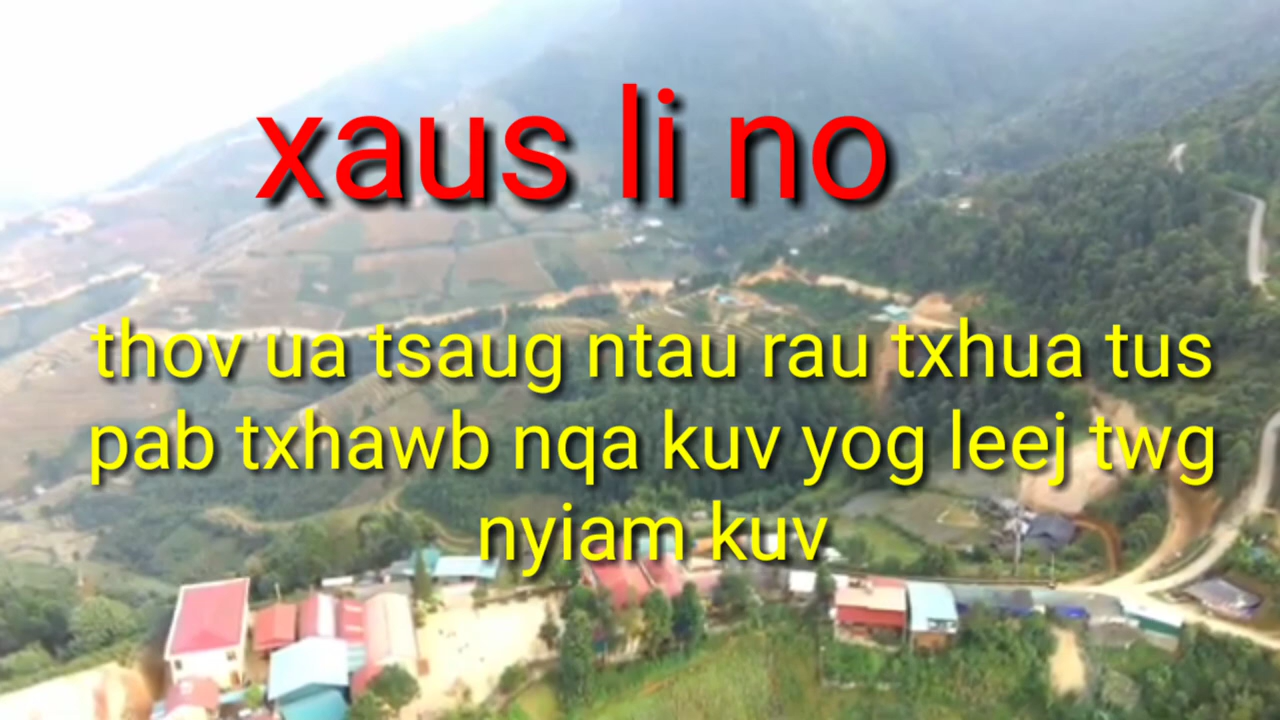 xaus li no
thov ua tsaug ntau rau txhua tus
pab txhawb nqa kuv yog leej twg
nyiam kuv